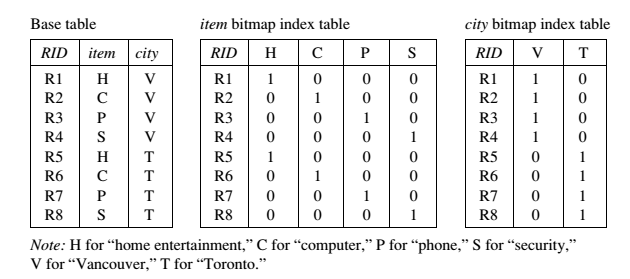 Base table item bitmap index table city bitmap index table
RID item city RID H C P S RID V T
R1 H V R1 1 0 0 0 R1 1 0
R2 C V R2 0 1 0 0 R2 1 0
R3 P V R3 0 0 1 0 R3 1 0
R4 S V R4 0 0 0 1 R4 1 0
R5 H T R5 1 0 0 0 R5 0 1
R6 C T R6 0 1 0 0 R6 0 1
R7 P T R7 0 0 1 0 R7 0 1
R8 S T R8 0 0 0 1 R8 0 1
Note: H for “home entertainment,” C for “computer,” P for “phone,” S for “security,”
V for “Vancouver,” T for “Toronto.”